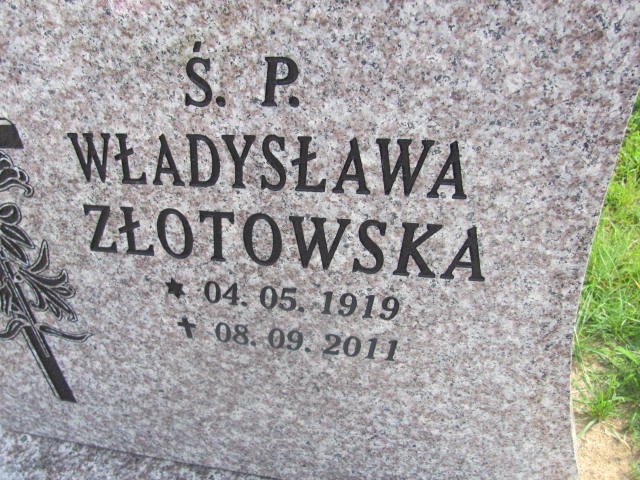 Ś. P.
WŁADYSŁAWA
ZŁOTOWSKA
* 04. 05. 1919
✝ 08. 09. 2011